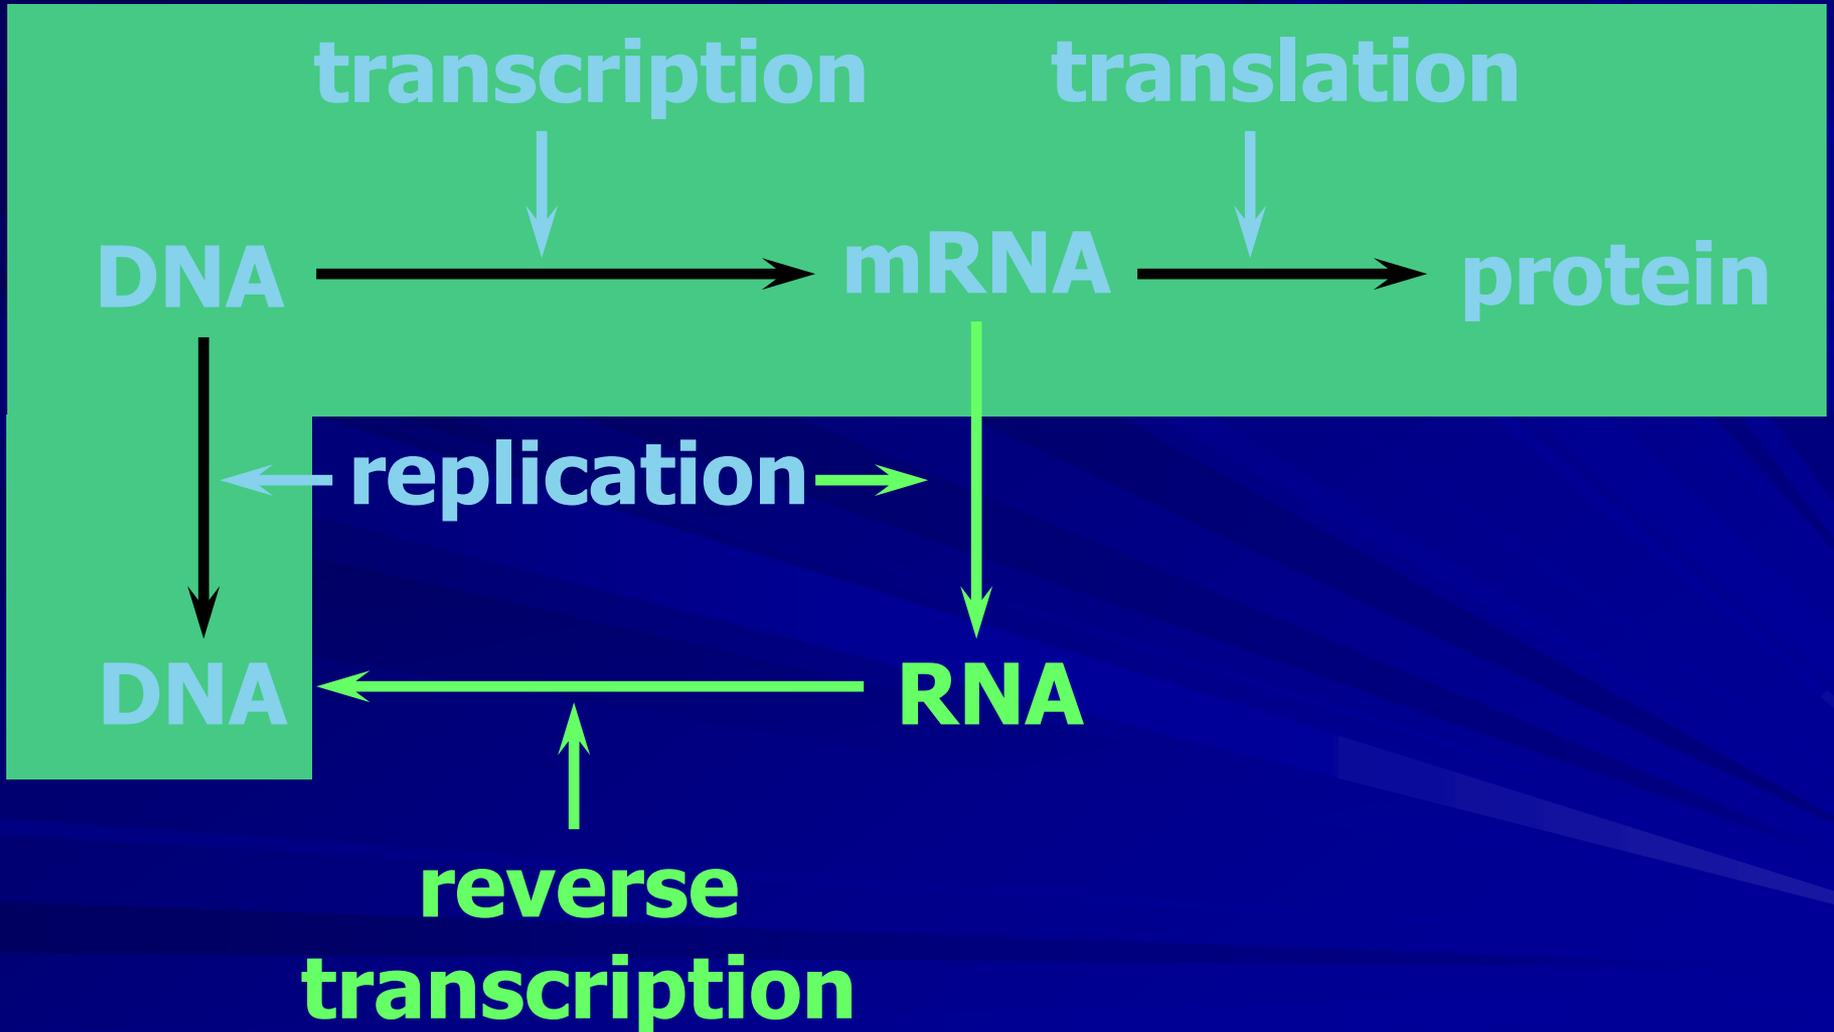 transcription translation
DNA mRNA protein
replication
DNA RNA
reverse
transcription